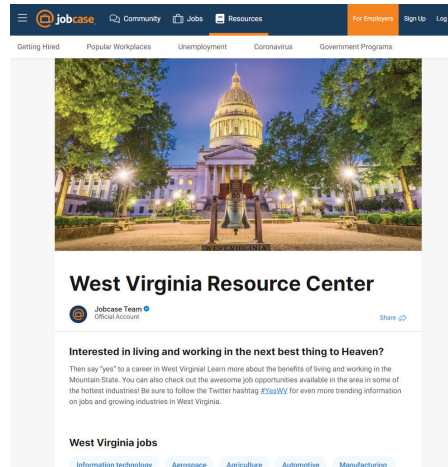 jobcase Community Jobs Resources For Employers Sign Up Log
Getting Hired Popular Workplaces Unemployment Coronavirus Government Programs
WEST VIRGINIA
West Virginia Resource Center
Jobcase Team
Official Account
Share
Interested in living and working in the next best thing to Heaven?
Then say "yes" to a career in West Virginia! Learn more about the benefits of living and working in the
Mountain State. You can also check out the awesome job opportunities available in the area in some of
the hottest industries! Be sure to follow the Twitter hashtag #YesWV for even more trending information
on jobs and growing industries in West Virginia.
West Virginia jobs
Information technology Aerospace Agriculture Automotive Manufacturing